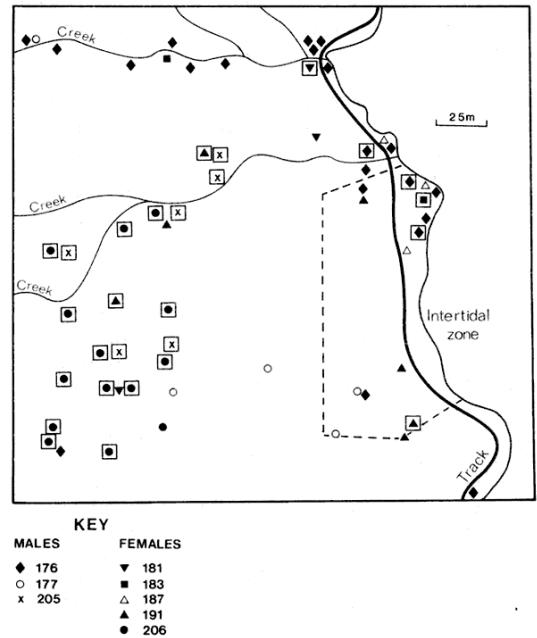 Creek
25m
Creek
Creek
Intertidal
zone
Track
KEY
MALES FEMALES
176 181
177 183
205 187
191
206